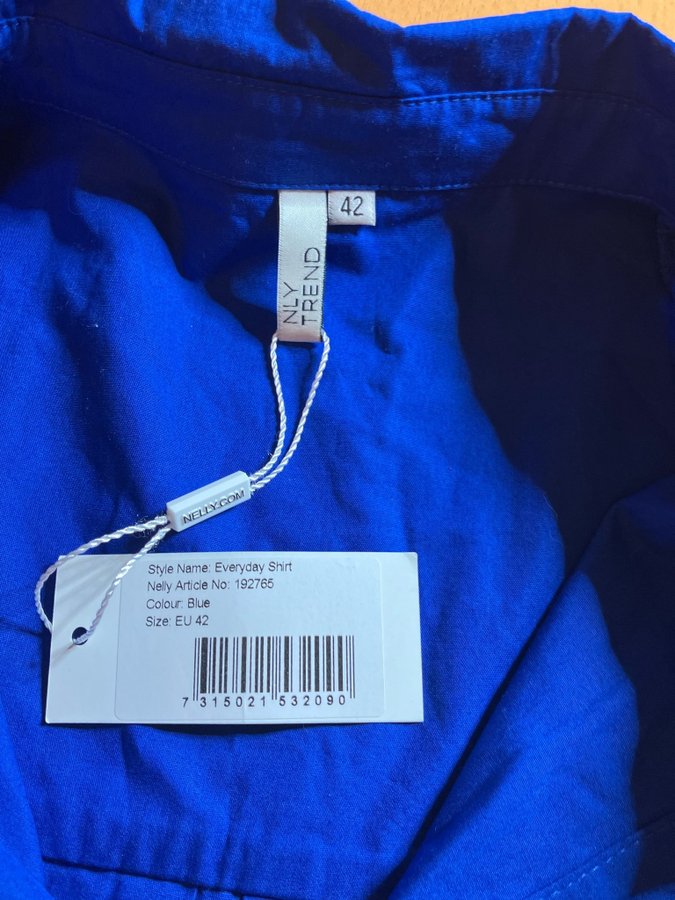 42
NLY
TREND
NELLY.COM
Style Name: Everyday Shirt
Nelly Article No: 192765
Colour: Blue
Size: EU 42
7 315021 532090